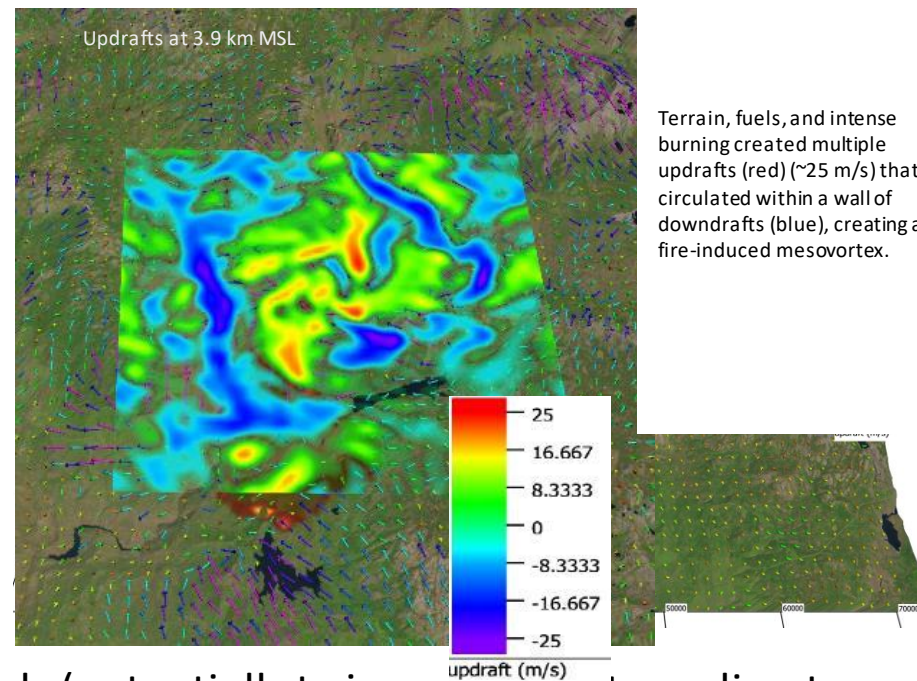 Updrafts at 3.9 km MSL
Terrain, fuels, and intense
burning created multiple
updrafts (red) (~25 m/s) that
circulated within a wall of
downdrafts (blue), creating a
fire-induced mesovortex.
25
16.667
8.3333
0
-8.3333
-16.667
-25
updraft (m/s)
updraft (m/s)
50000
60000
70000